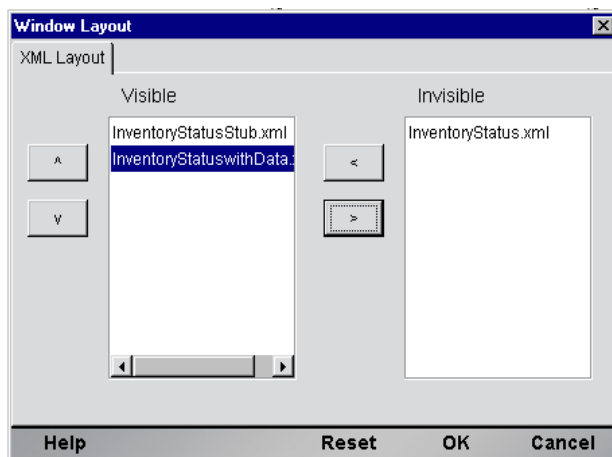 Window Layout
XML Layout
Visible
Invisible
InventoryStatusStub.xml
InventoryStatuswithData.
InventoryStatus.xml
^
v
<
>
Help
Reset
OK
Cancel